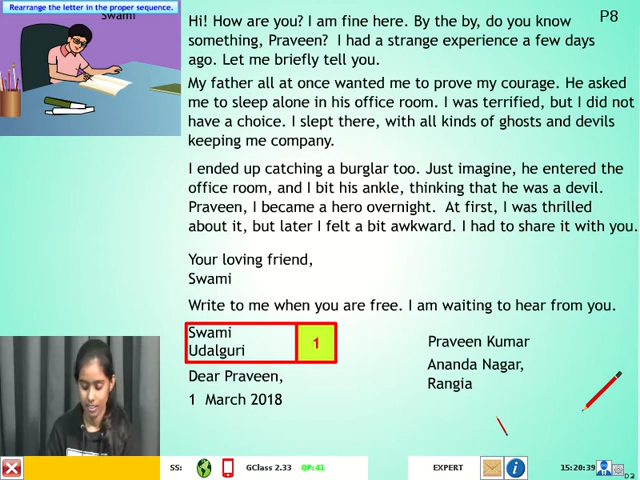 Rearrange the letter in the proper sequence.
Swami
P8
Hi! How are you? I am fine here. By the by, do you know
something, Praveen? I had a strange experience a few days
ago. Let me briefly tell you.
My father all at once wanted me to prove my courage. He asked
me to sleep alone in his office room. I was terrified, but I did not
have a choice. I slept there, with all kinds of ghosts and devils
keeping me company.
I ended up catching a burglar too. Just imagine, he entered the
office room, and I bit his ankle, thinking that he was a devil.
Praveen, I became a hero overnight. At first, I was thrilled
about it, but later I felt a bit awkward. I had to share it with you.
Your loving friend,
Swami
Write to me when you are free. I am waiting to hear from you.
Swami
Udalguri
1
Dear Praveen,
1 March 2018
Praveen Kumar
Ananda Nagar,
Rangia
SS:
GClass 2.33
QP:41
EXPERT
15:20:39